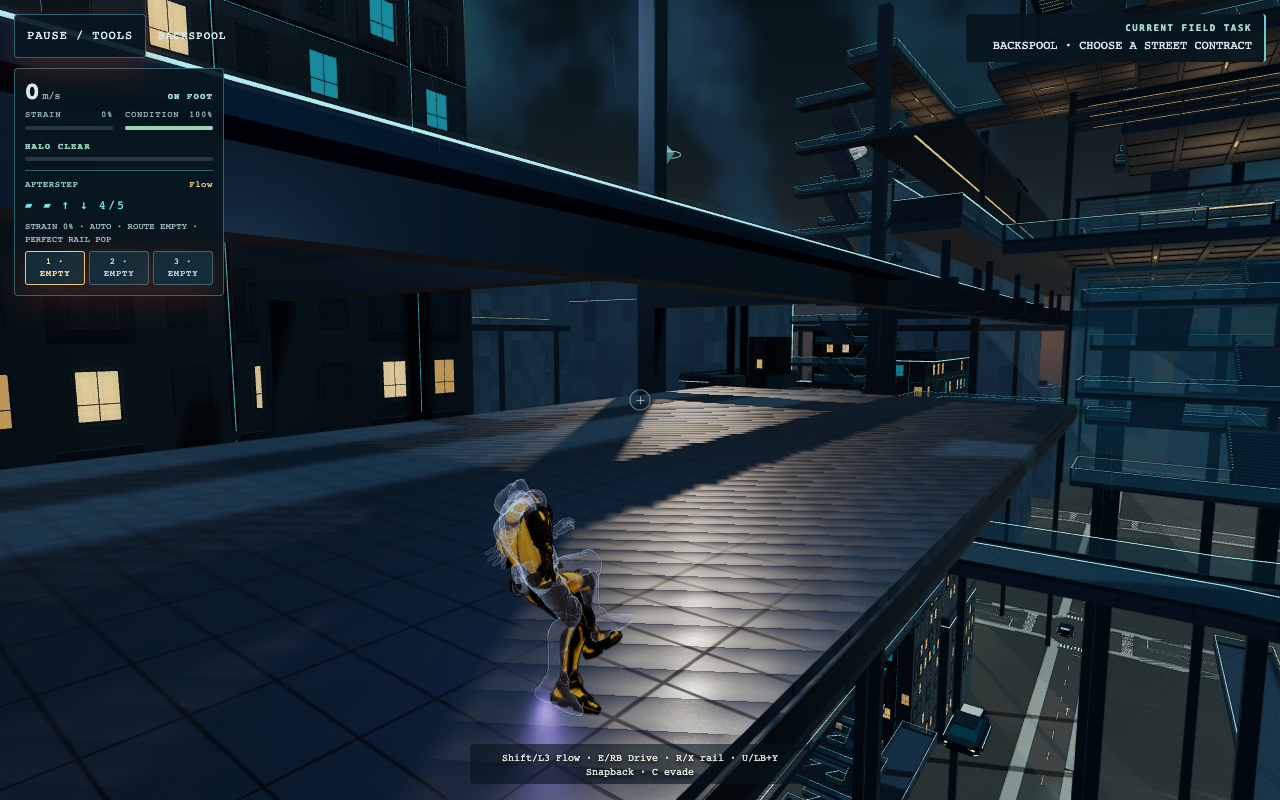 PAUSE / TOOLS
BACKSPOOL
CURRENT FIELD TASK
BACKSPOOL · CHOOSE A STREET CONTRACT
0 m/s ON FOOT
STRAIN 0% CONDITION 100%
HALO CLEAR
AFTERSTEP Flow
▰ ▰ ↑ ↓ 4/5
STRAIN 0% · AUTO · ROUTE EMPTY ·
PERFECT RAIL POP
1 · EMPTY
2 · EMPTY
3 · EMPTY
Shift/L3 Flow · E/RB Drive · R/X rail · U/LB+Y
Snapback · C evade